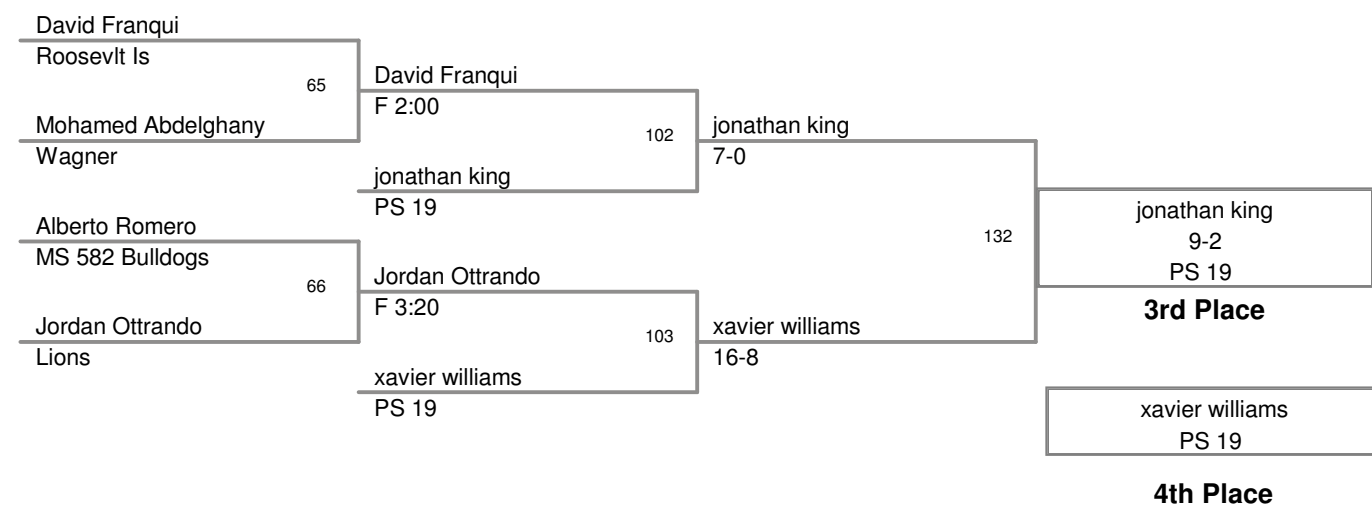 David Franqui
Roosevlt Is
65
David Franqui
F 2:00
Mohamed Abdelghany
Wagner
102
jonathan king
7-0
jonathan king
PS 19
Alberto Romero
MS 582 Bulldogs
132
jonathan king
9-2
PS 19
3rd Place
66
Jordan Ottrando
F 3:20
Jordan Ottrando
Lions
103
xavier williams
16-8
xavier williams
PS 19
xavier williams
PS 19
4th Place